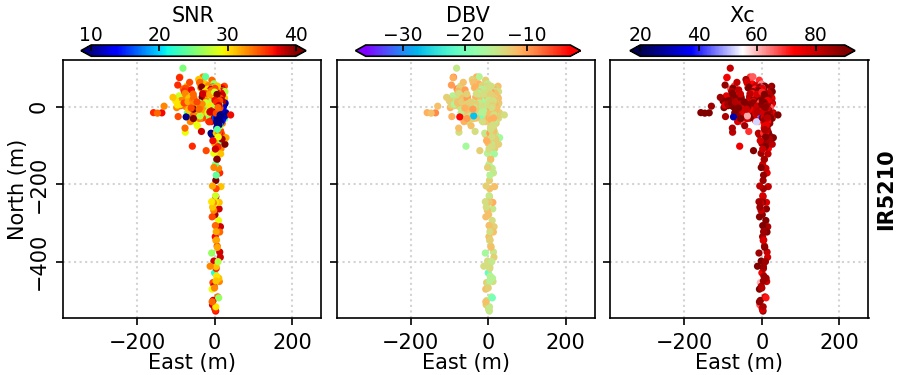 SNR
DBV
Xc
10 20 30 40
−30 −20 −10
20 40 60 80
North (m)
0
−200
−400
−200 0 200
−200 0 200
−200 0 200
East (m)
East (m)
East (m)
IR5210